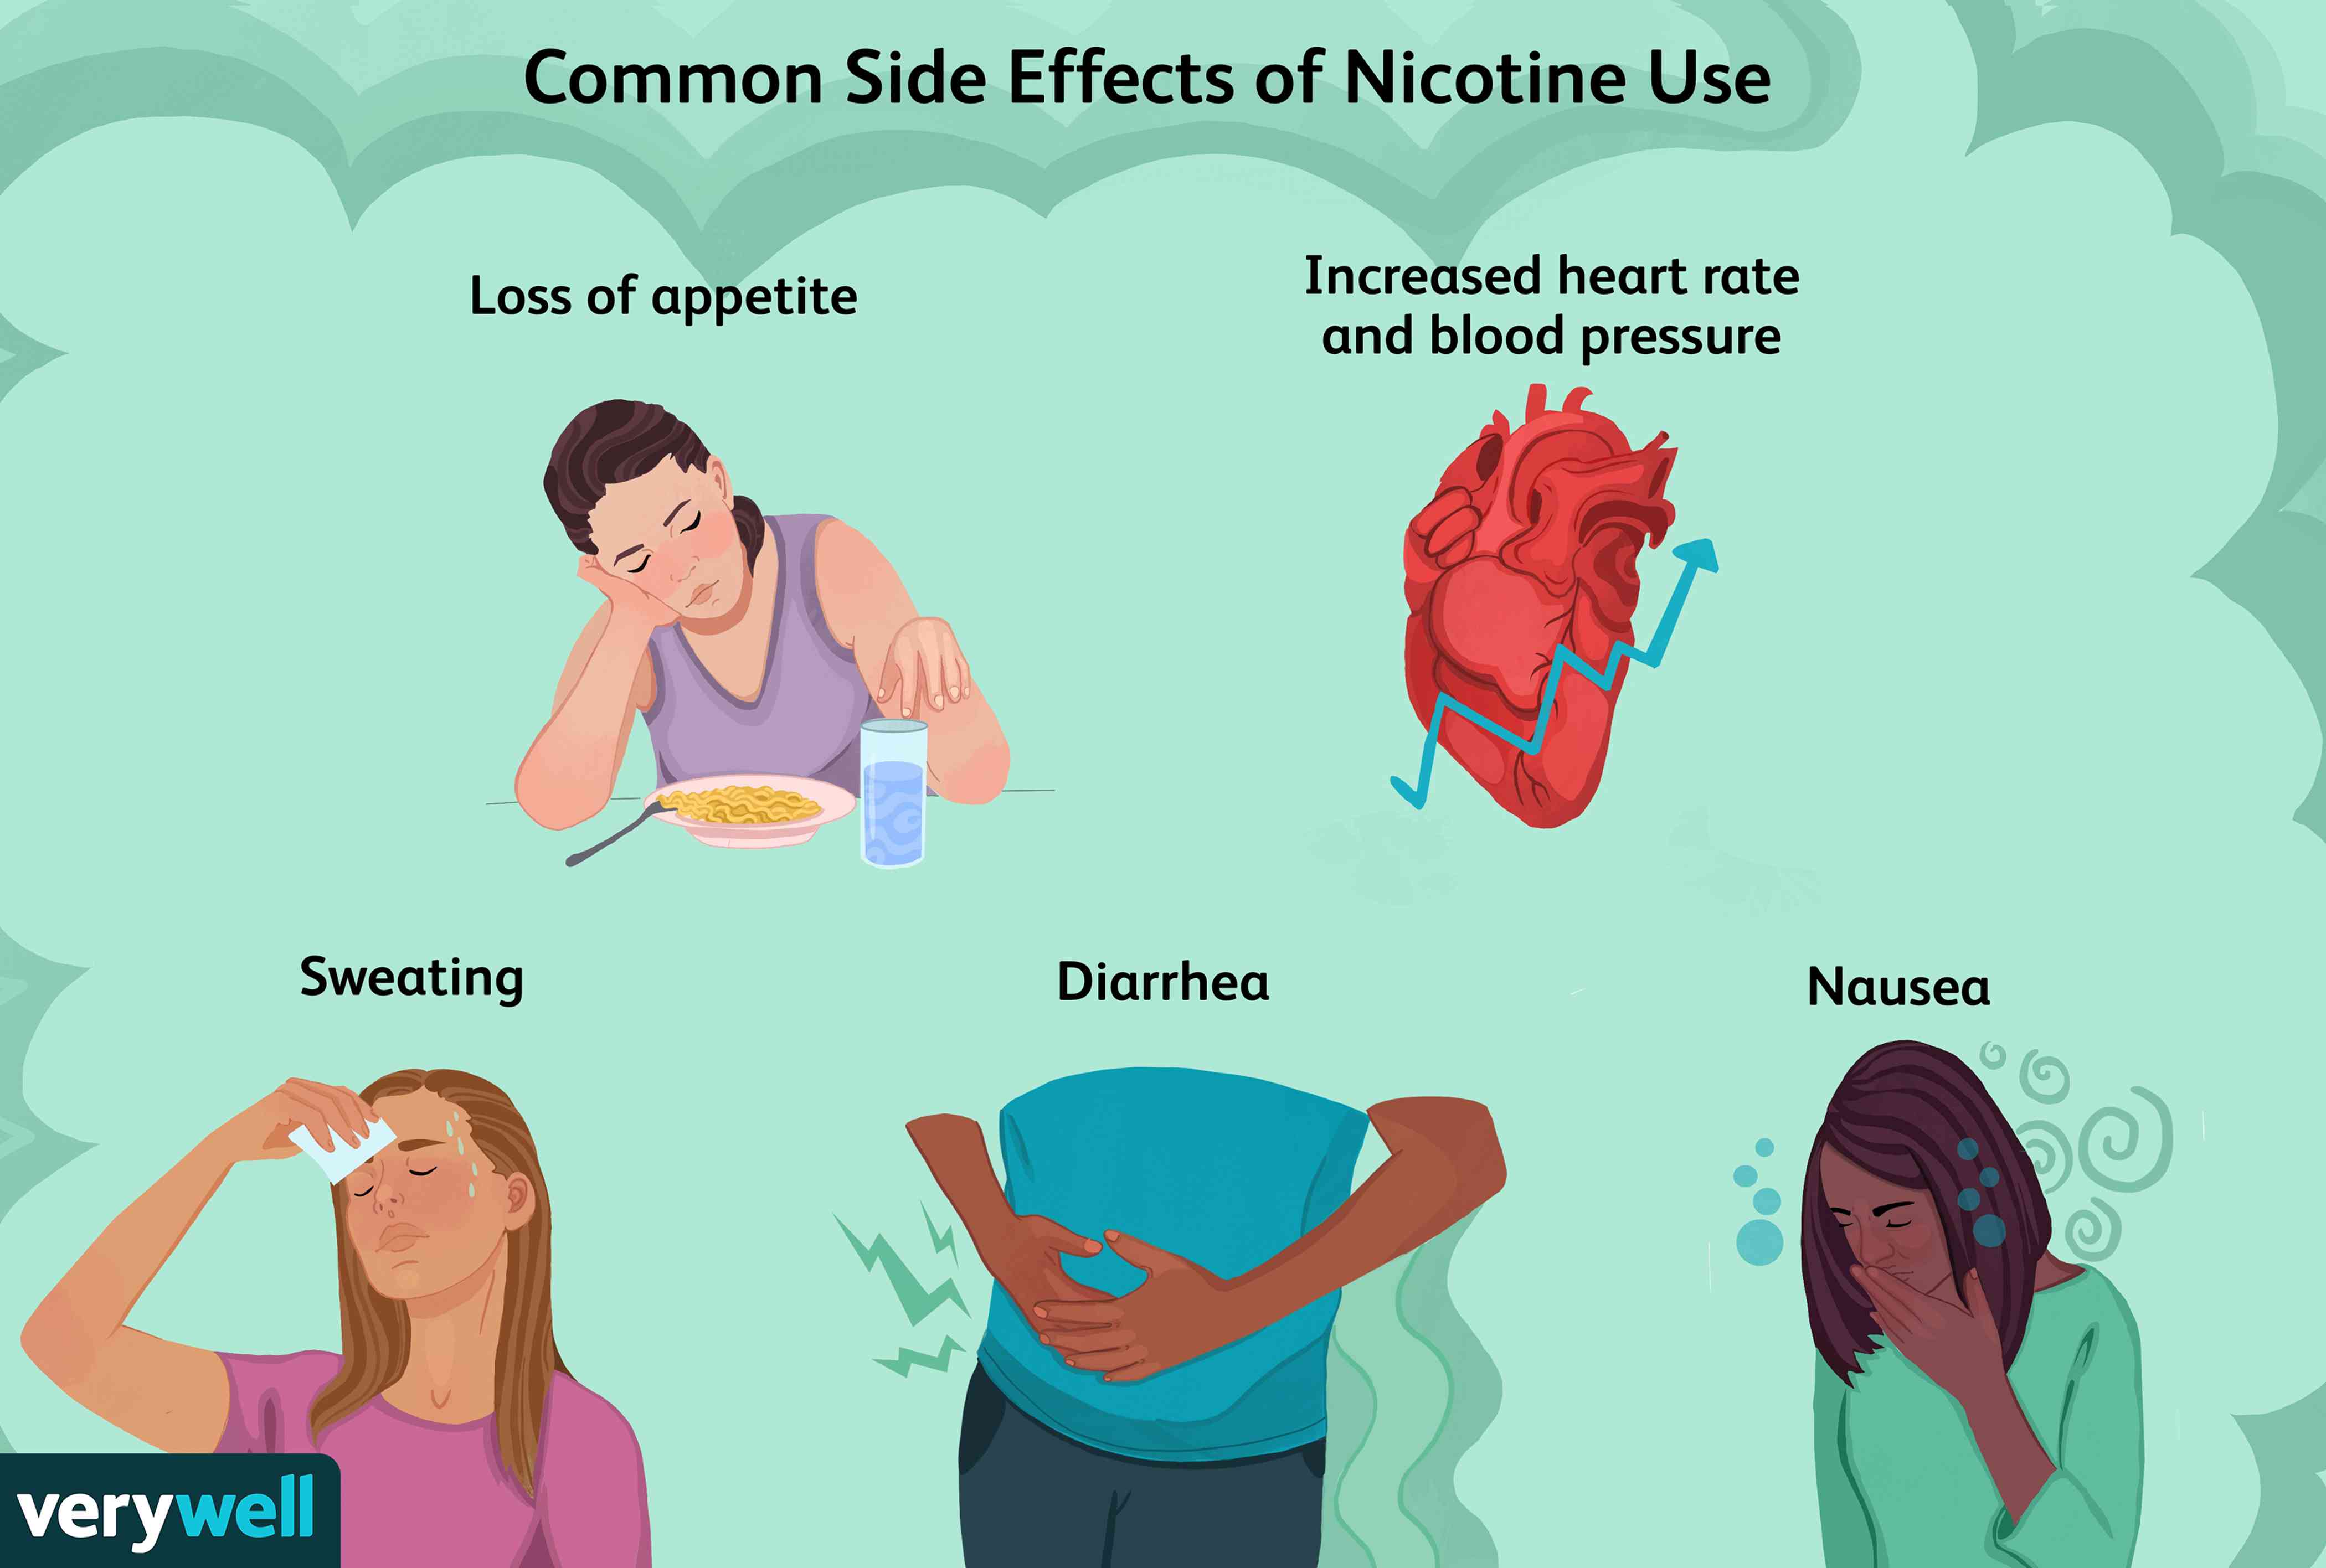 Common Side Effects of Nicotine Use
Loss of appetite
Increased heart rate
and blood pressure
Sweating
Diarrhea
Nausea
verywell